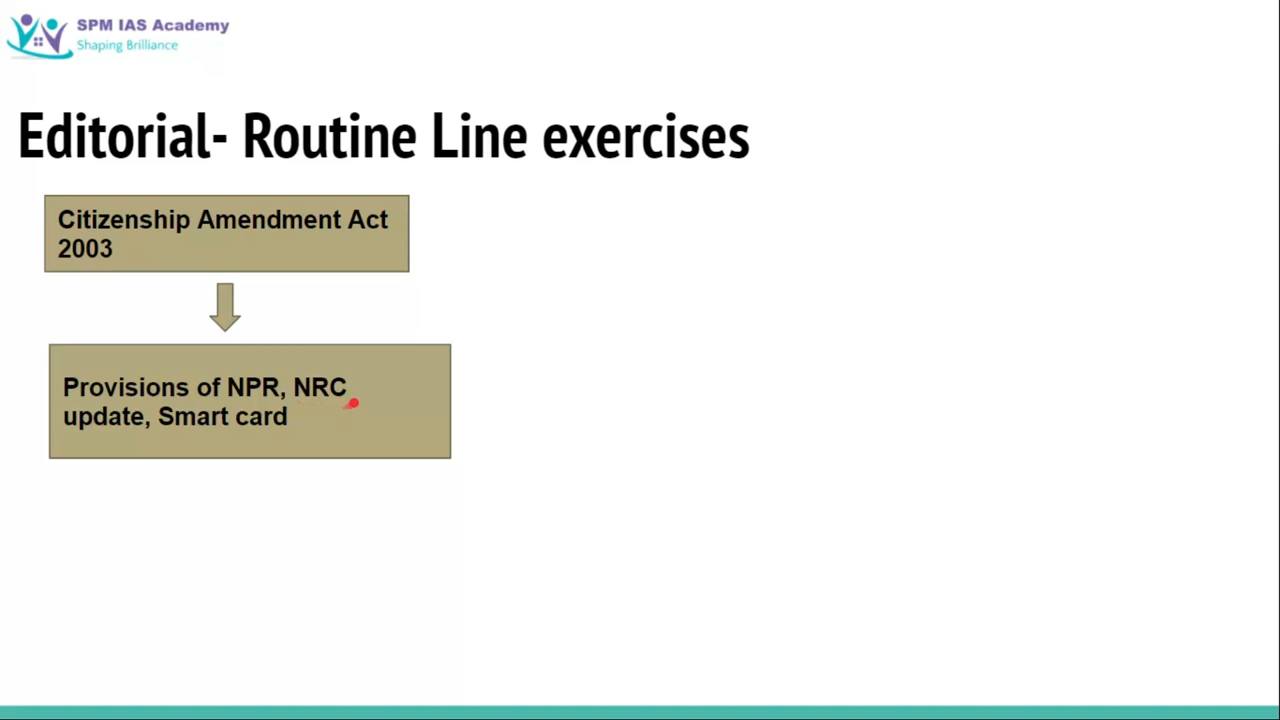 SPM IAS Academy
Shaping Brilliance
Editorial- Routine Line exercises
Citizenship Amendment Act
2003
Provisions of NPR, NRC
update, Smart card